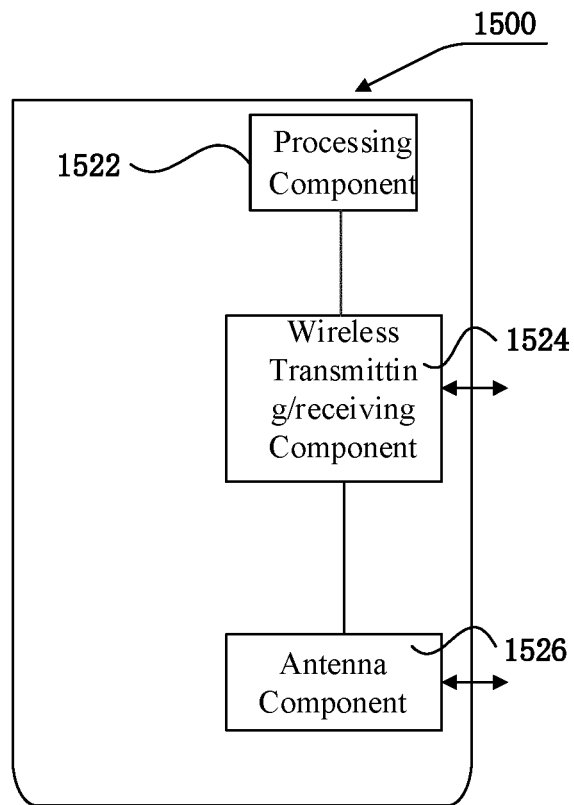 1500
Processing
Component
1522
Wireless
Transmittin
g/receiving
Component
1524
Antenna
Component
1526